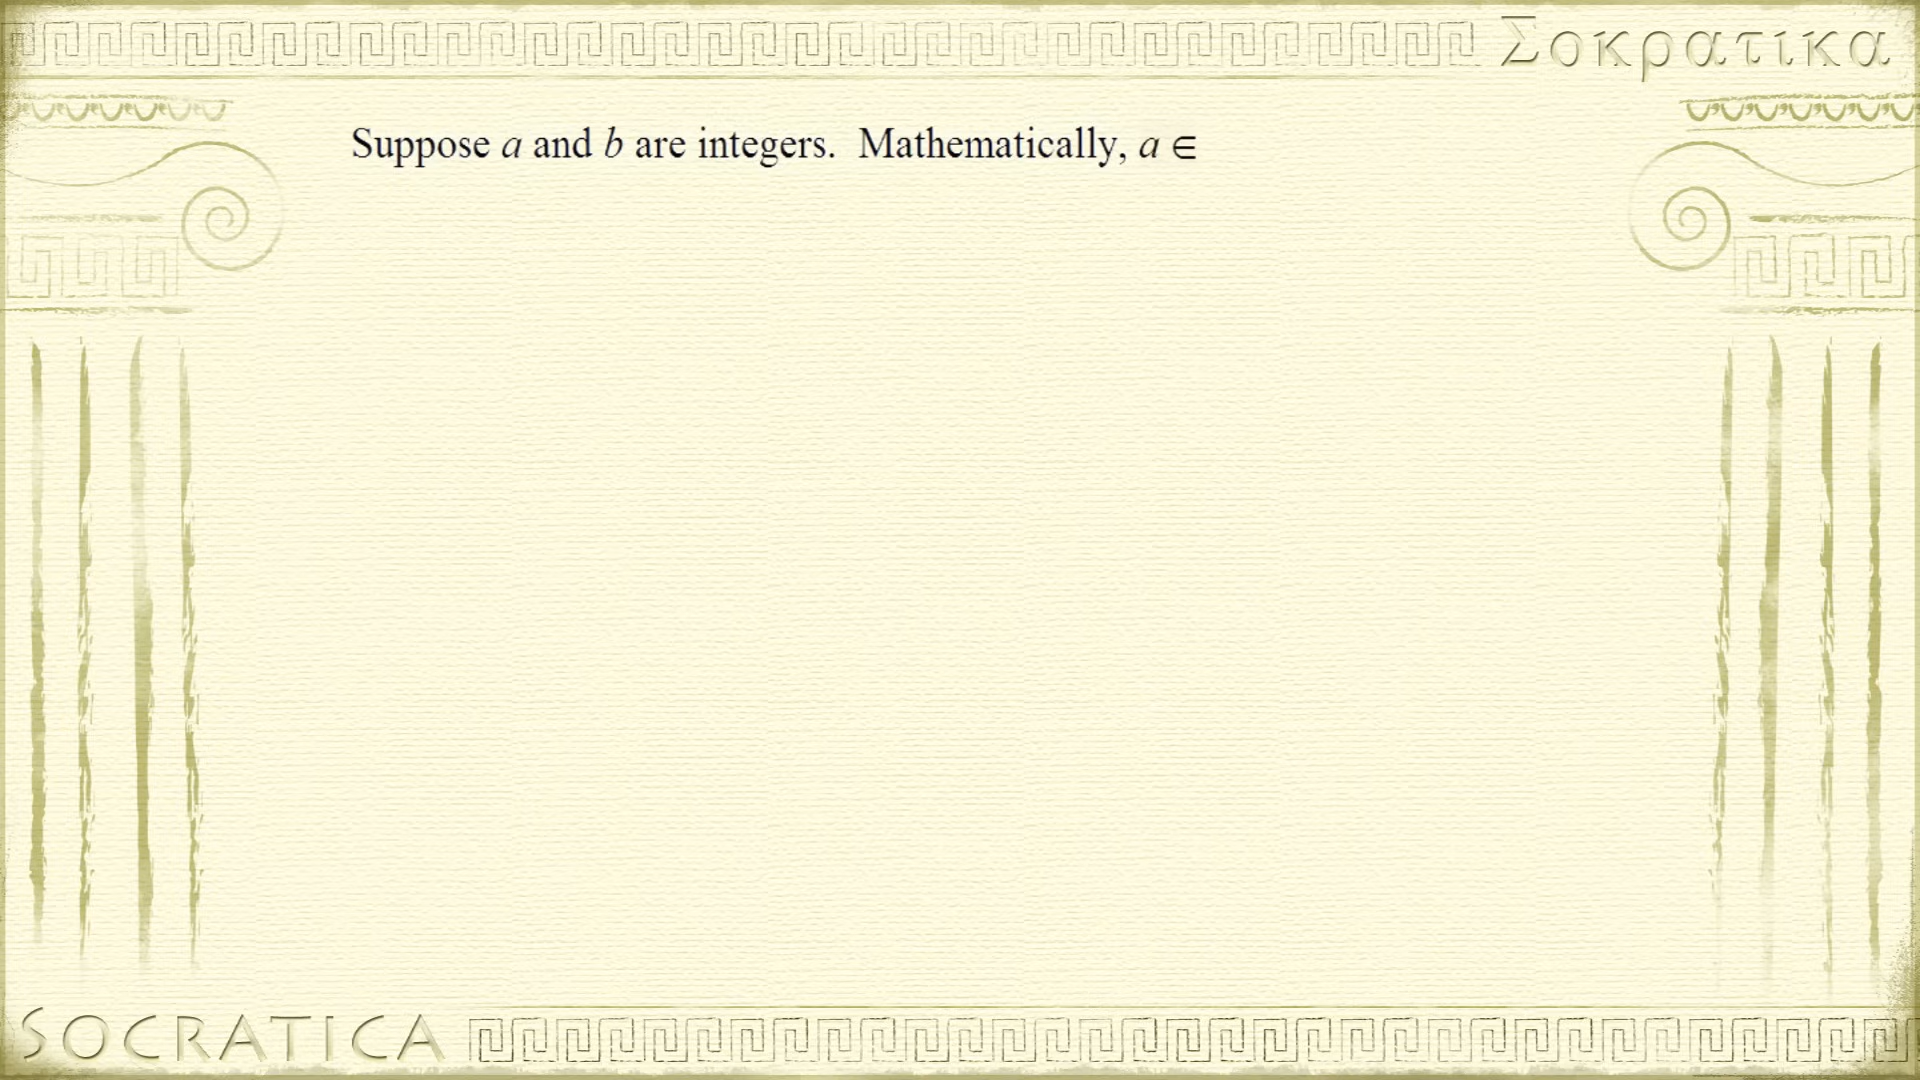 Σοκρατικα
Suppose a and b are integers. Mathematically, a ∈
SOCRATICA